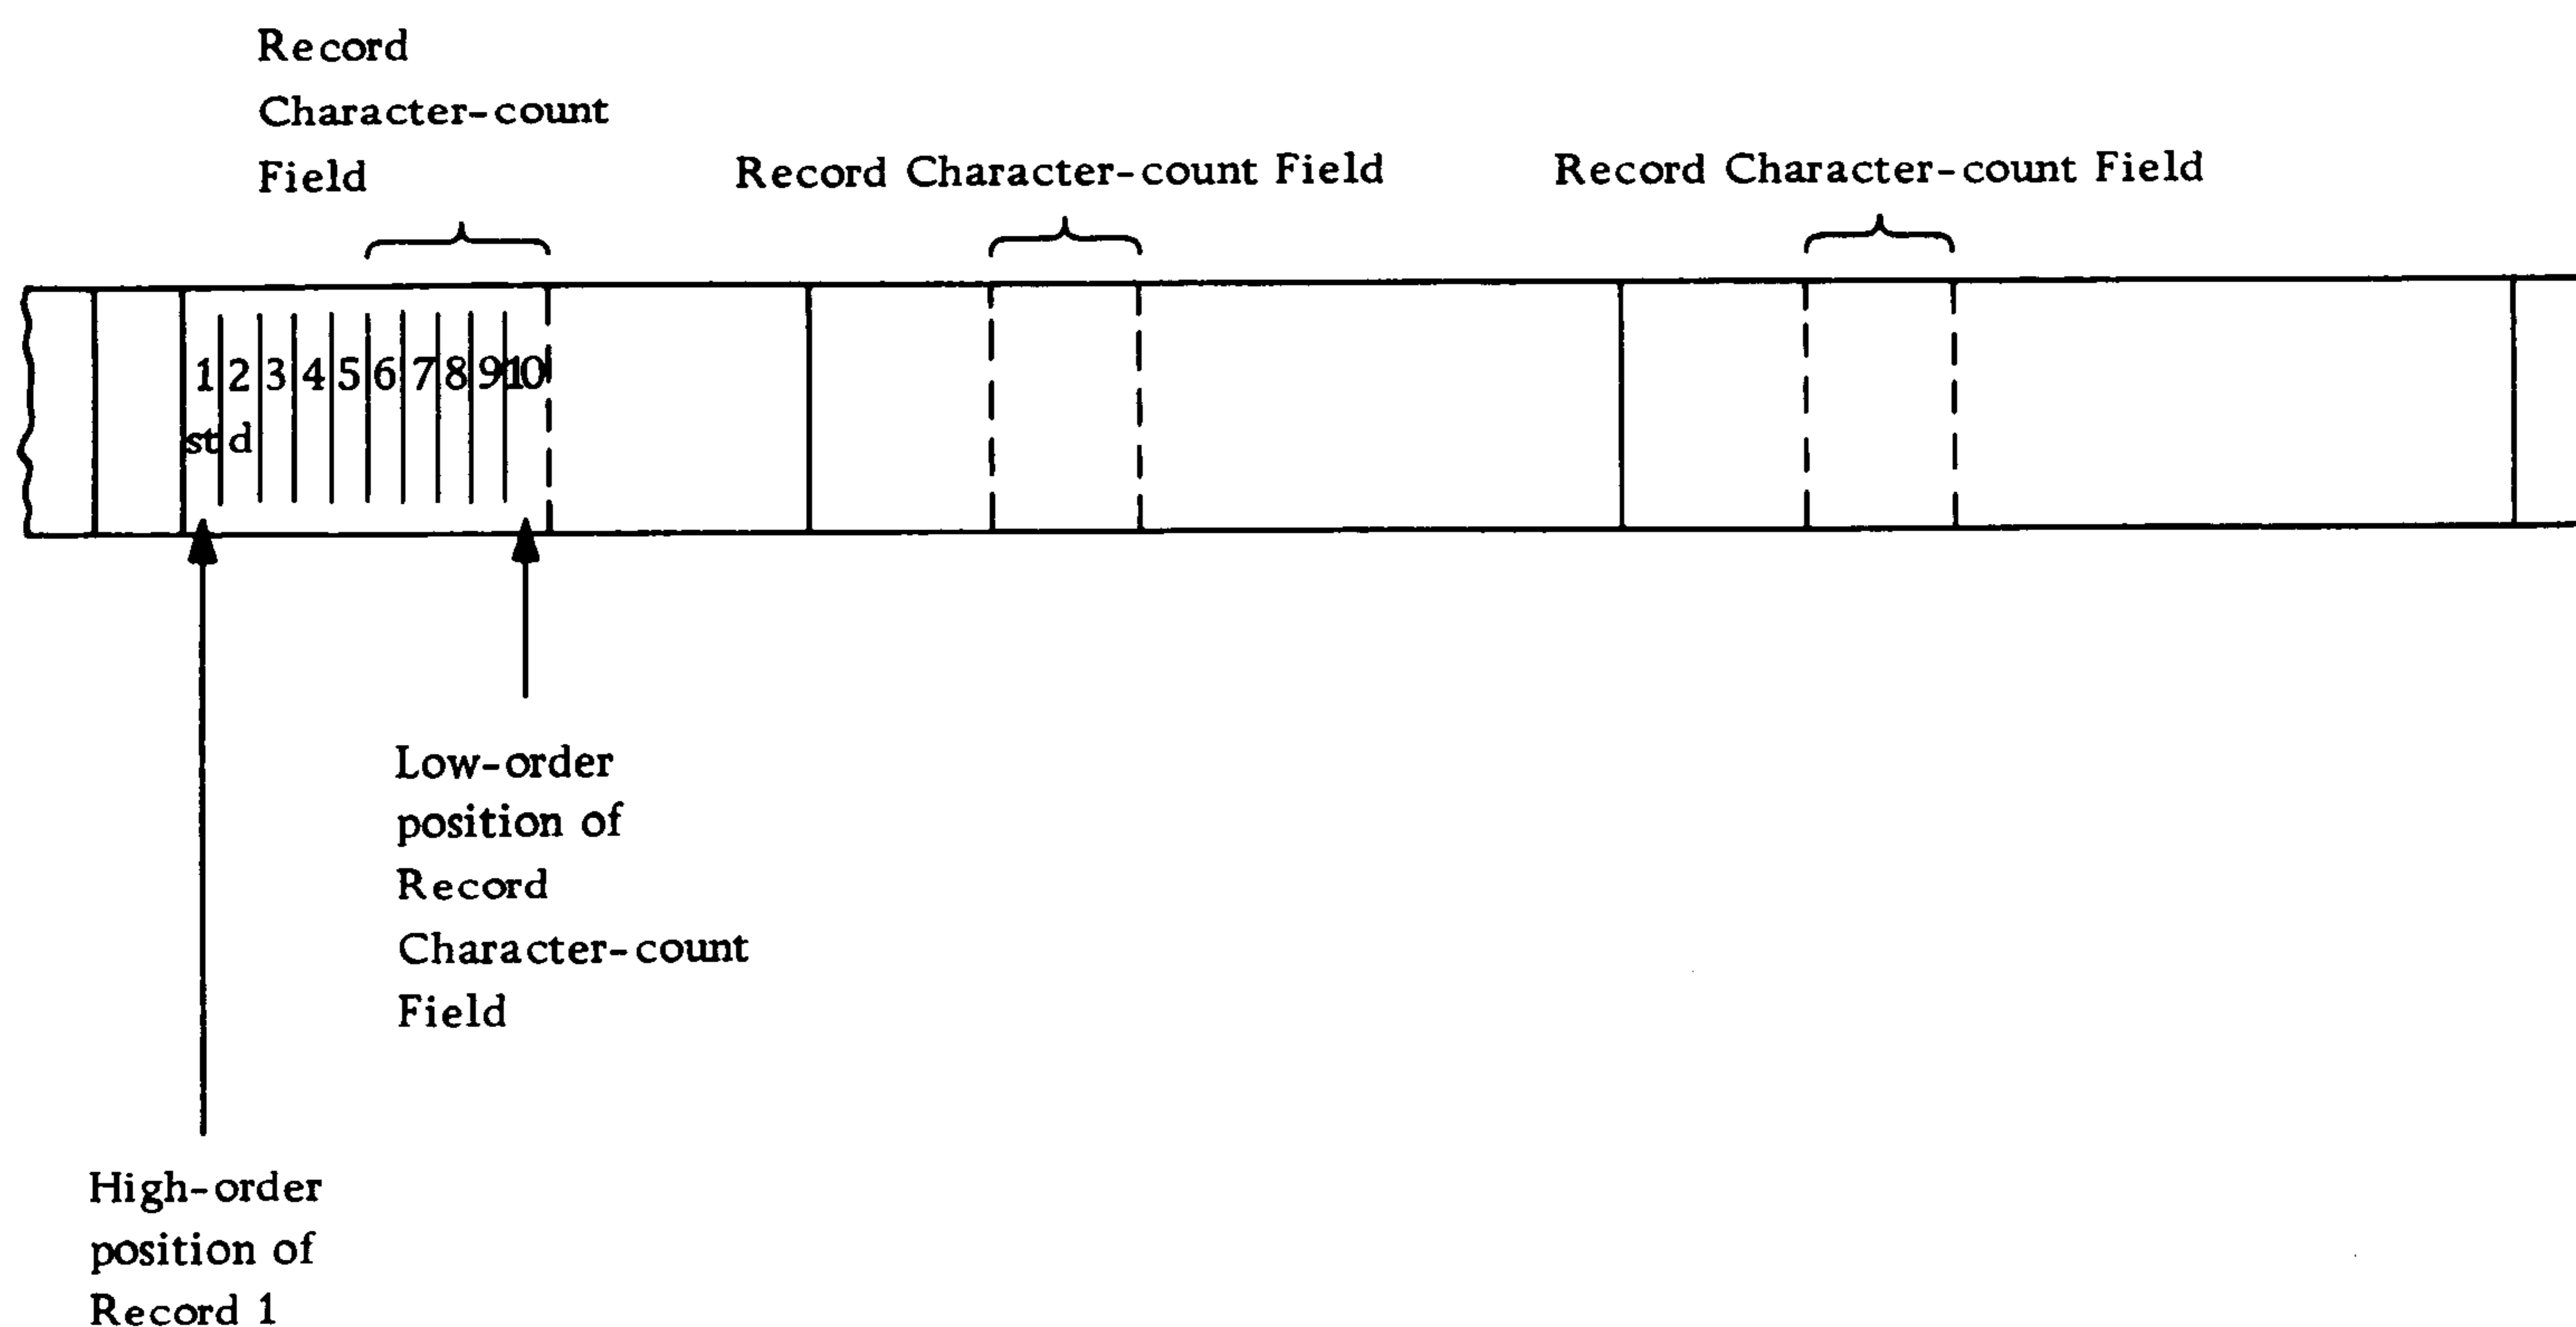 Record
Character-count
Field
Record Character-count Field
Record Character-count Field
1 2 3 4 5 6 7 8 9 10
st d
Low-order
position of
Record
Character-count
Field
High-order
position of
Record 1